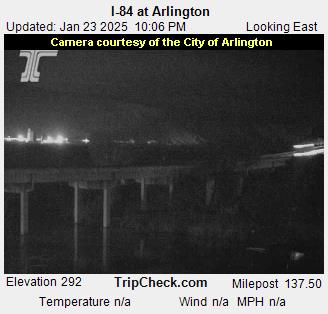 I-84 at Arlington
Updated: Jan 23 2025 10:06 PM Looking East
Camera courtesy of the City of Arlington
Elevation 292 TripCheck.com Milepost 137.50
Temperature n/a Wind n/a MPH n/a